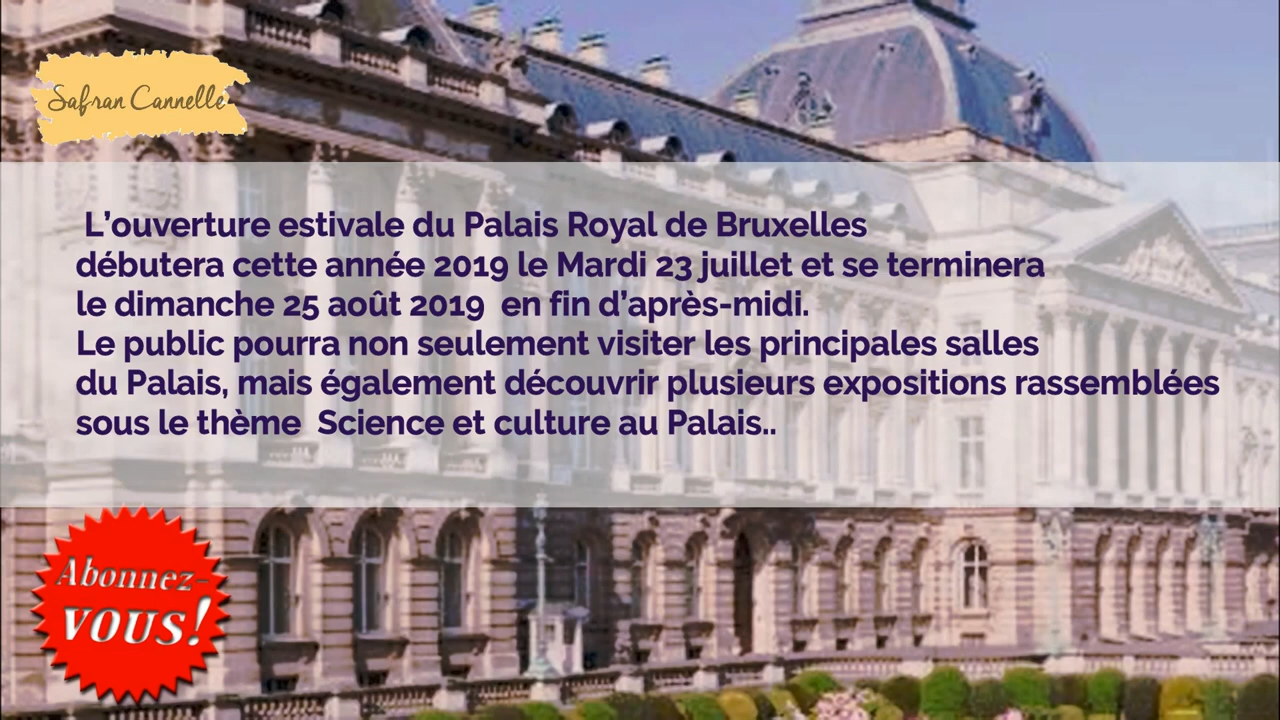 Safran Cannelle
L’ouverture estivale du Palais Royal de Bruxelles
débutera cette année 2019 le Mardi 23 juillet et se terminera
le dimanche 25 août 2019 en fin d’après-midi.
Le public pourra non seulement visiter les principales salles
du Palais, mais également découvrir plusieurs expositions rassemblées
sous le thème Science et culture au Palais..
Abonnez-
vous!